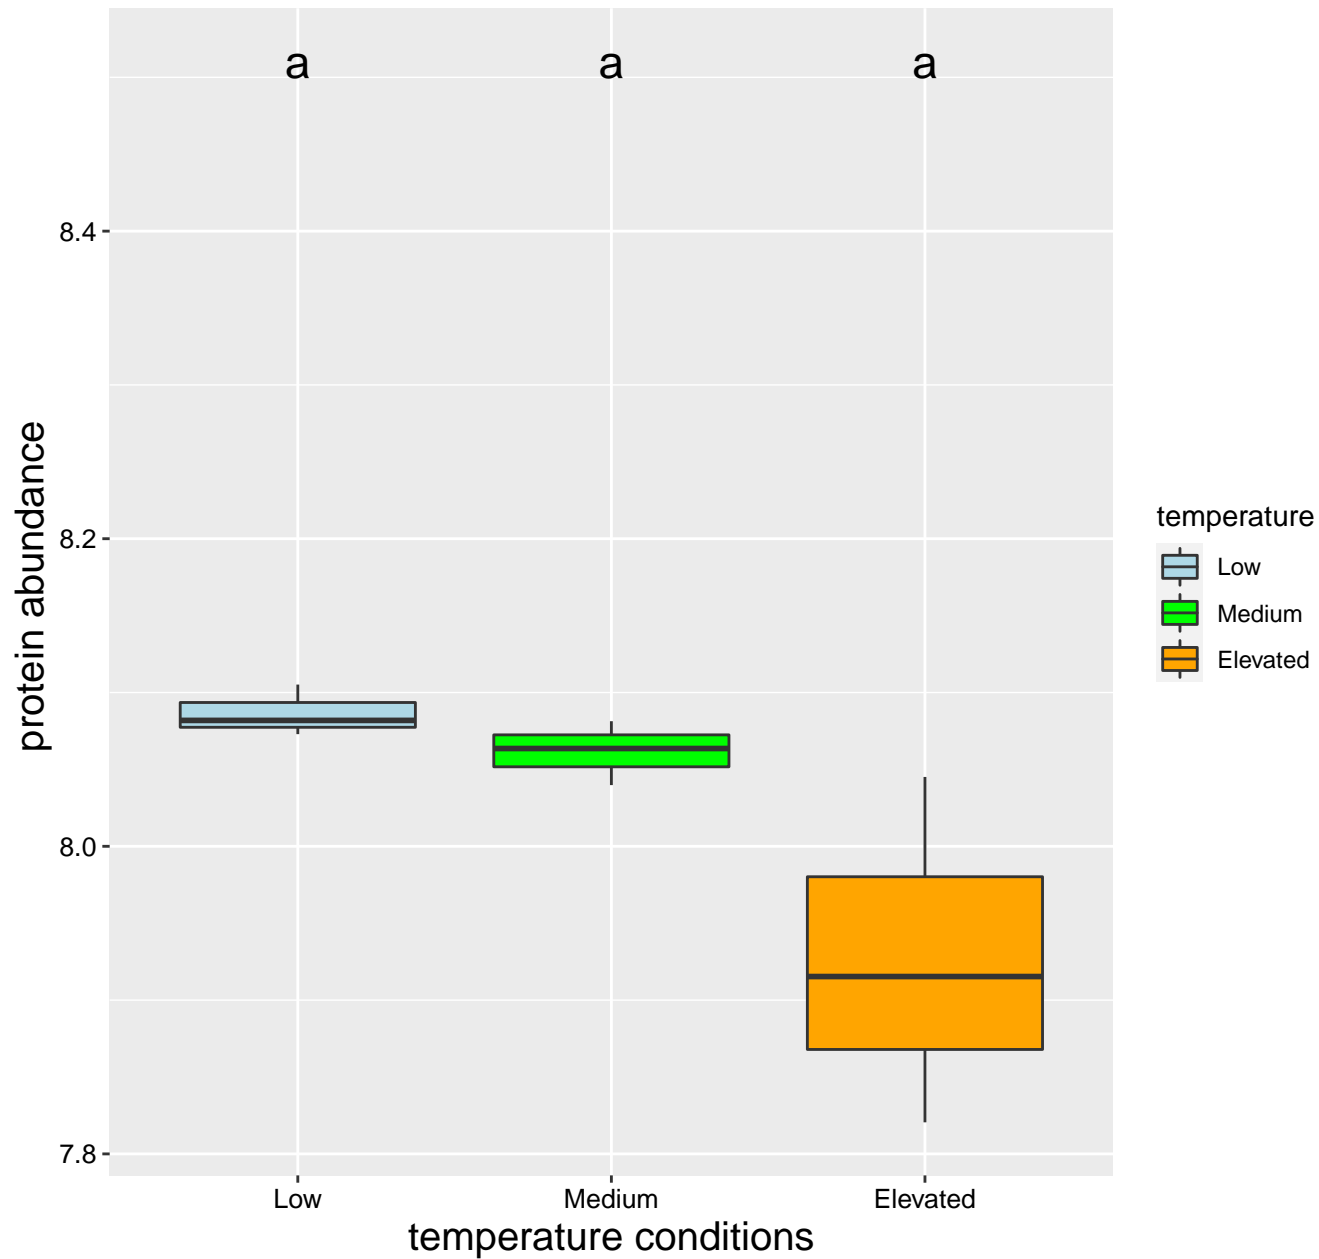 a a a
8.4
8.2
8.0
7.8
protein abundance
Low Medium Elevated
temperature conditions
temperature
Low
Medium
Elevated